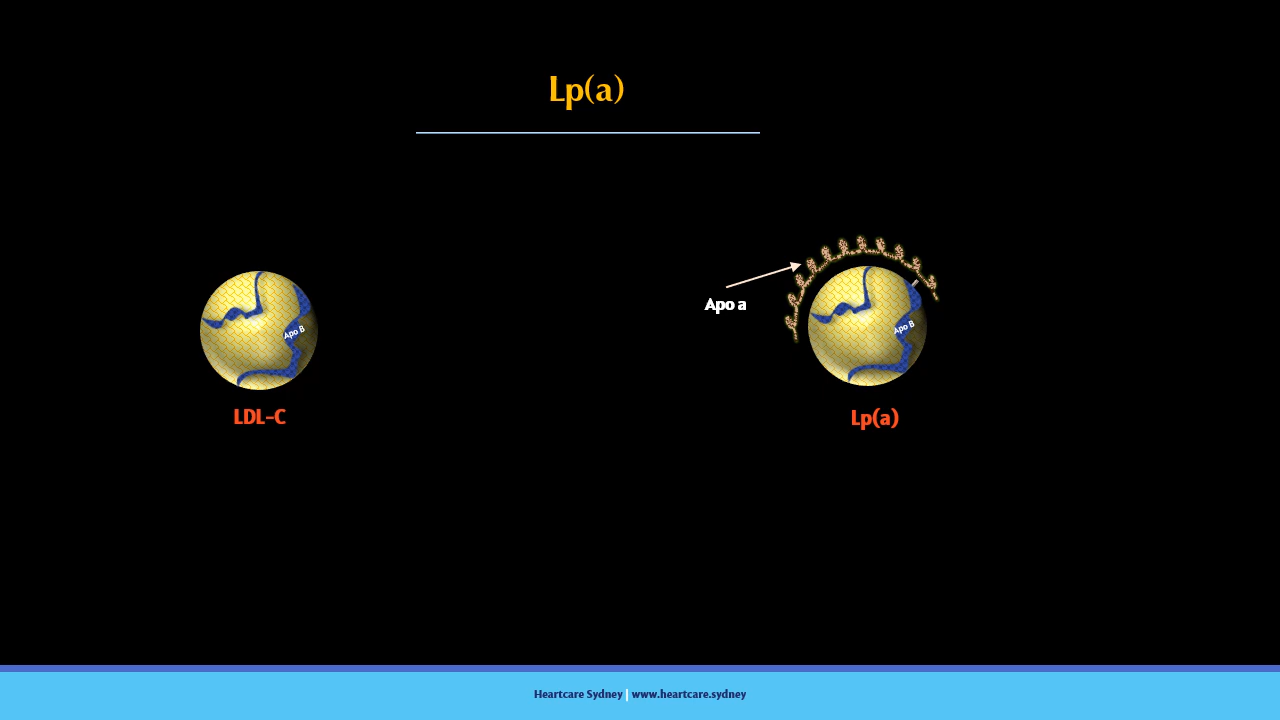 Lp(a)
Apo a
Apo B
Apo B
LDL-C
Lp(a)
Heartcare Sydney | www.heartcare.sydney